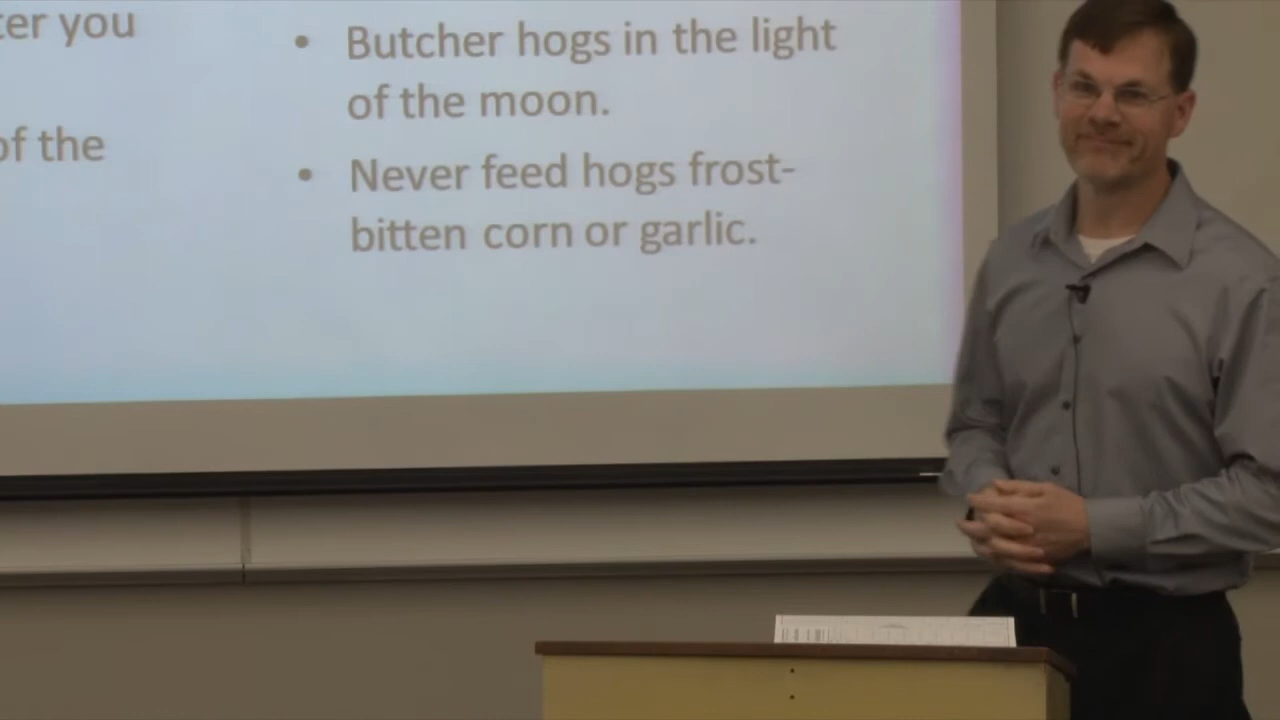 ter you
of the
• Butcher hogs in the light
of the moon.
• Never feed hogs frost-
bitten corn or garlic.